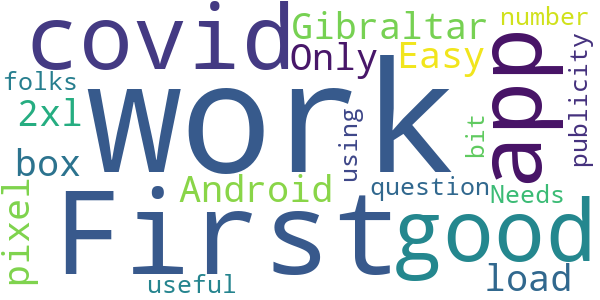 covid
Gibraltar
number
Only
Easy
app
publicity
folks
work
2xl
using
bit
box
Android
question
Needs
pixel
First
good
useful
load